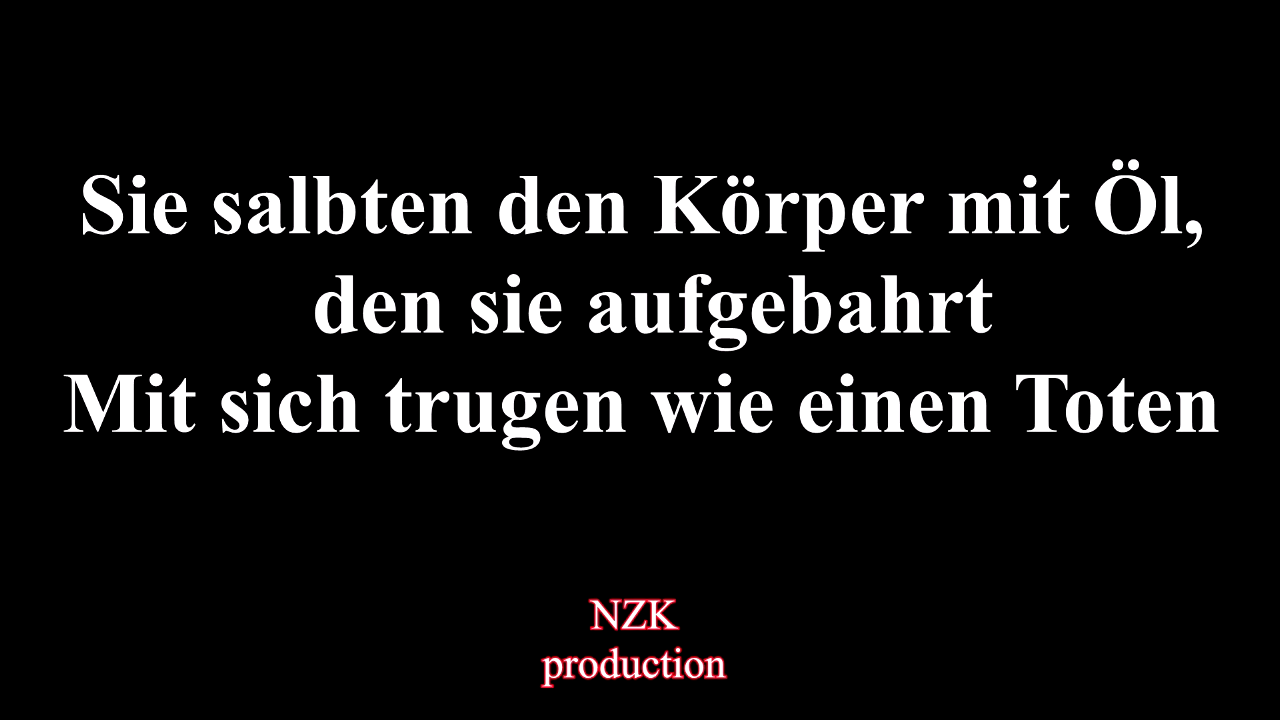 Sie salbten den Körper mit Öl,
den sie aufgebahrt
Mit sich trugen wie einen Toten
NZK
production